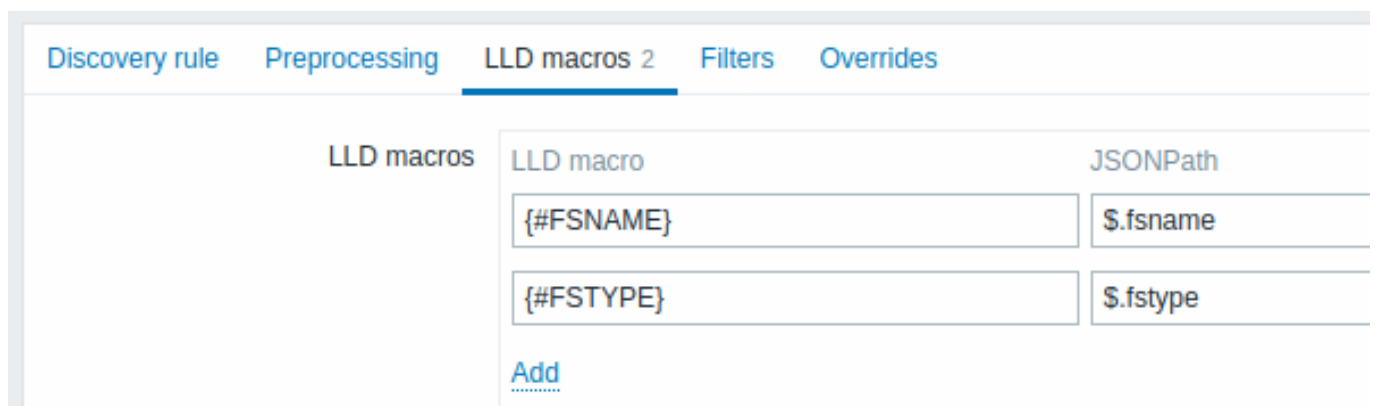 Discovery rule Preprocessing LLD macros 2 Filters Overrides
LLD macros LLD macro JSONPath
{#FSNAME} $.fsname
{#FSTYPE} $.fstype
Add